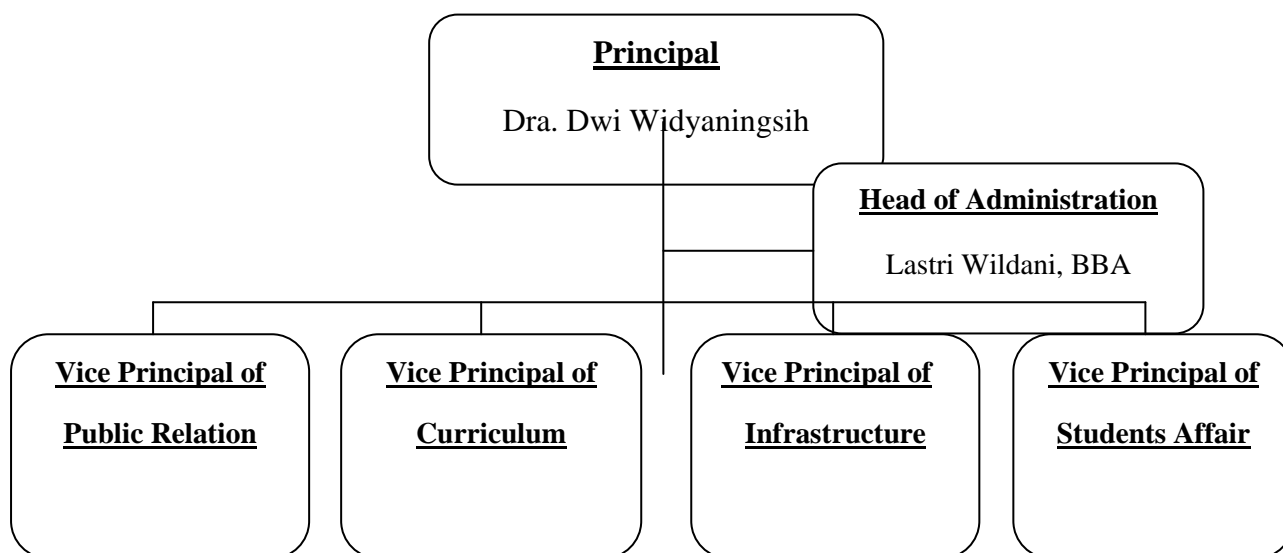 Principal
Dra. Dwi Widyaningsih
Head of Administration
Lastri Wildani, BBA
Vice Principal of
Public Relation
Vice Principal of
Curriculum
Vice Principal of
Infrastructure
Vice Principal of
Students Affair